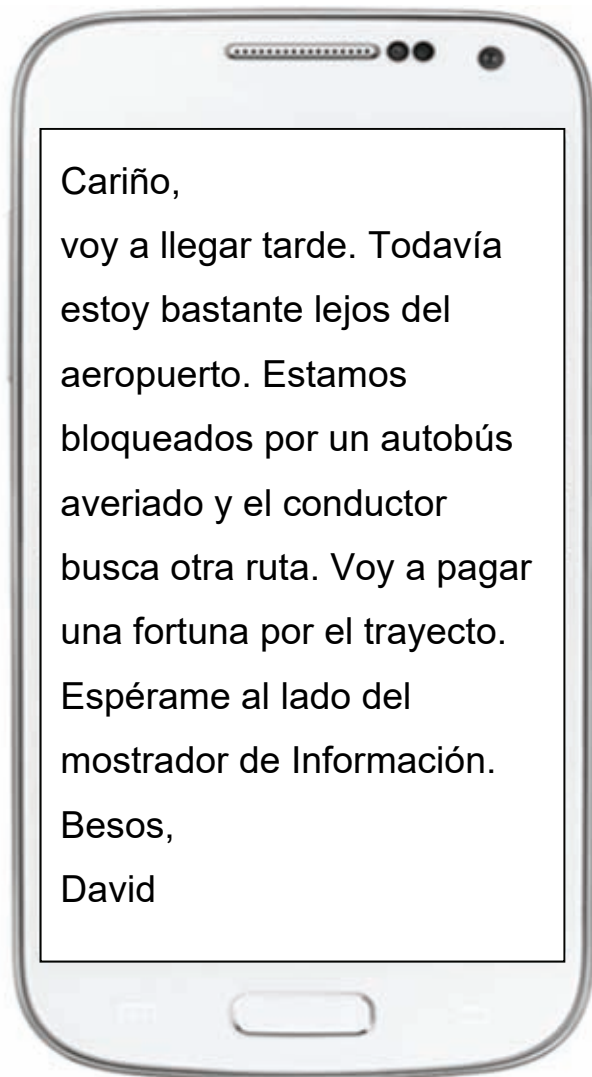 Cariño,
voy a llegar tarde. Todavía
estoy bastante lejos del
aeropuerto. Estamos
bloqueados por un autobús
averiado y el conductor
busca otra ruta. Voy a pagar
una fortuna por el trayecto.
Espérame al lado del
mostrador de Información.
Besos,
David